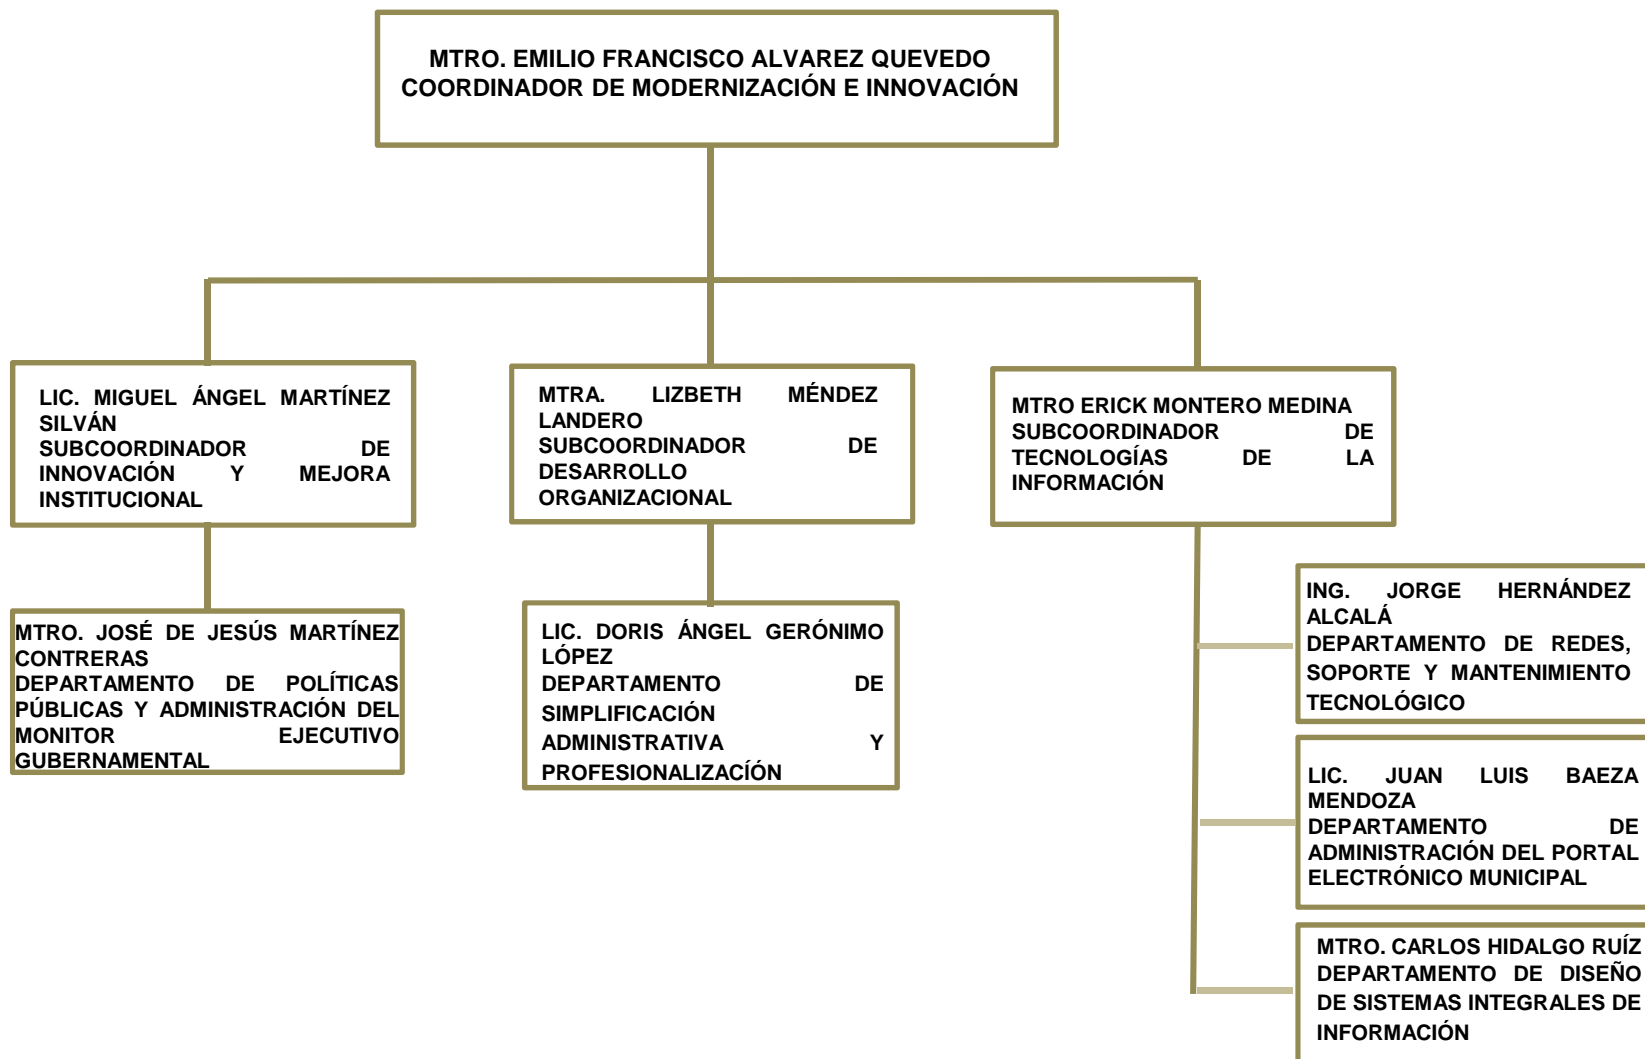 MTRO. EMILIO FRANCISCO ALVAREZ QUEVEDO
COORDINADOR DE MODERNIZACIÓN E INNOVACIÓN
LIC. MIGUEL ÁNGEL MARTÍNEZ
SILVÁN
SUBCOORDINADOR DE
INNOVACIÓN Y MEJORA
INSTITUCIONAL
MTRA. LIZBETH MÉNDEZ
LANDERO
SUBCOORDINADOR DE
DESARROLLO
ORGANIZACIONAL
MTRO ERICK MONTERO MEDINA
SUBCOORDINADOR DE
TECNOLOGÍAS DE LA
INFORMACIÓN
MTRO. JOSÉ DE JESÚS MARTÍNEZ
CONTRERAS
DEPARTAMENTO DE POLÍTICAS
PÚBLICAS Y ADMINISTRACIÓN DEL
MONITOR EJECUTIVO
GUBERNAMENTAL
LIC. DORIS ÁNGEL GERÓNIMO
LÓPEZ
DEPARTAMENTO DE
SIMPLIFICACIÓN
ADMINISTRATIVA Y
PROFESIONALIZACÍÓN
ING. JORGE HERNÁNDEZ
ALCALÁ
DEPARTAMENTO DE REDES,
SOPORTE Y MANTENIMIENTO
TECNOLÓGICO
LIC. JUAN LUIS BAEZA
MENDOZA
DEPARTAMENTO DE
ADMINISTRACIÓN DEL PORTAL
ELECTRÓNICO MUNICIPAL
MTRO. CARLOS HIDALGO RUÍZ
DEPARTAMENTO DE DISEÑO
DE SISTEMAS INTEGRALES DE
INFORMACIÓN